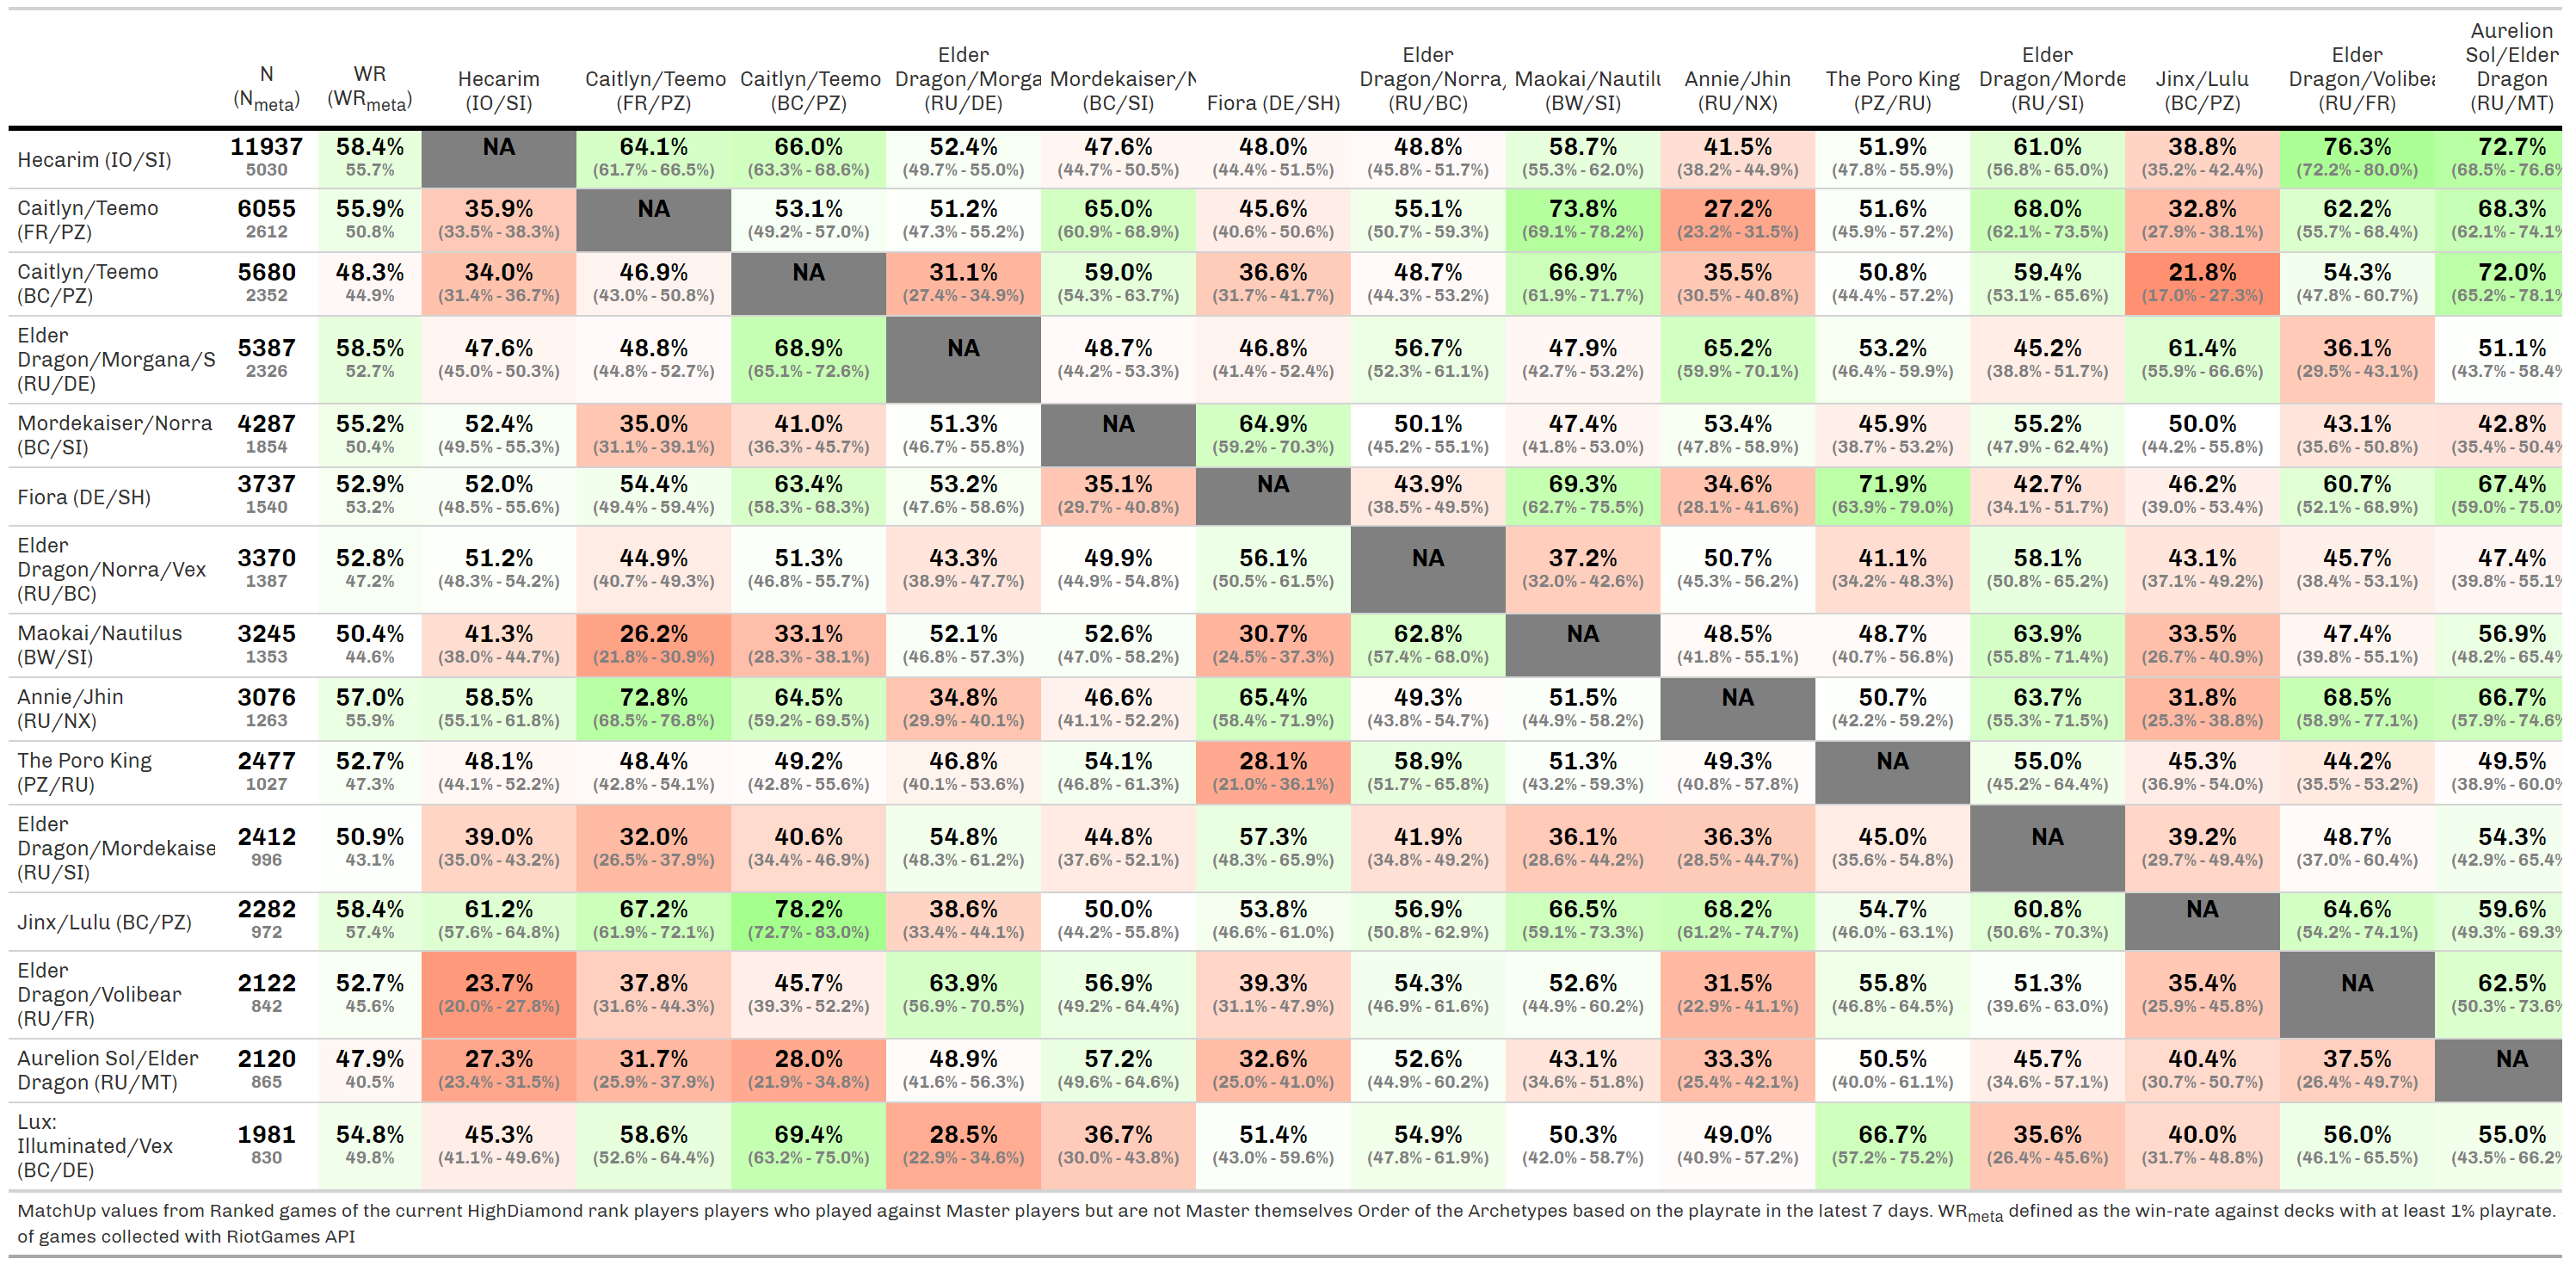 Aurelion
Elder Elder Elder Elder Sol/Elder
N WR Hecarim Caitlyn/Teemo Caitlyn/Teemo Dragon/Morga Mordekaiser/N Dragon/Norra, Maokai/Nautilu Annie/Jhin The Poro King Dragon/Morde Jinx/Lulu Dragon/Volibea Dragon
(Nmeta) (WRmeta) (IO/SI) (FR/PZ) (BC/PZ) (RU/DE) (BC/SI) Fiora (DE/SH) (RU/BC) (BW/SI) (RU/NX) (PZ/RU) (RU/SI) (BC/PZ) (RU/FR) (RU/MT)
Hecarim (IO/SI) 11937 58.4% NA 64.1% 66.0% 52.4% 47.6% 48.0% 48.8% 58.7% 41.5% 51.9% 61.0% 38.8% 76.3% 72.7%
5030 55.7% (61.7% - 66.5%) (63.3% - 68.6%) (49.7% - 55.0%) (44.7% - 50.5%) (44.4% - 51.5%) (45.8% - 51.7%) (55.3% - 62.0%) (38.2% - 44.9%) (47.8% - 55.9%) (56.8% - 65.0%) (35.2% - 42.4%) (72.2% - 80.0%) (68.5% - 76.6%
Caitlyn/Teemo 6055 55.9% 35.9% NA 53.1% 51.2% 65.0% 45.6% 55.1% 73.8% 27.2% 51.6% 68.0% 32.8% 62.2% 68.3%
(FR/PZ) 2612 50.8% (33.5% - 38.3%) (49.2% - 57.0%) (47.3% - 55.2%) (60.9% - 68.9%) (40.6% - 50.6%) (50.7% - 59.3%) (69.1% - 78.2%) (23.2% - 31.5%) (45.9% - 57.2%) (62.1% - 73.5%) (27.9% - 38.1%) (55.7% - 68.4%) (62.1% - 74.1%
Caitlyn/Teemo 5680 48.3% 34.0% 46.9% NA 31.1% 59.0% 36.6% 48.7% 66.9% 35.5% 50.8% 59.4% 21.8% 54.3% 72.0%
(BC/PZ) 2352 44.9% (31.4% - 36.7%) (43.0% - 50.8%) (27.4% - 34.9%) (54.3% - 63.7%) (31.7% - 41.7%) (44.3% - 53.2%) (61.9% - 71.7%) (30.5% - 40.8%) (44.4% - 57.2%) (53.1% - 65.6%) (17.0% - 27.3%) (47.8% - 60.7%) (65.2% - 78.1%
Elder
Dragon/Morgana/S
(RU/DE)
5387 58.5% 47.6% 48.8% 68.9% NA 48.7% 46.8% 56.7% 47.9% 65.2% 53.2% 45.2% 61.4% 36.1% 51.1%
2326 52.7% (45.0% - 50.3%) (44.8% - 52.7%) (65.1% - 72.6%) (44.2% - 53.3%) (41.4% - 52.4%) (52.3% - 61.1%) (42.7% - 53.2%) (59.9% - 70.1%) (46.4% - 59.9%) (38.8% - 51.7%) (55.9% - 66.6%) (29.5% - 43.1%) (43.7% - 58.4%
Mordekaiser/Norra 4287 55.2% 52.4% 35.0% 41.0% 51.3% NA 64.9% 50.1% 47.4% 53.4% 45.9% 55.2% 50.0% 43.1% 42.8%
(BC/SI) 1854 50.4% (49.5% - 55.3%) (31.1% - 39.1%) (36.3% - 45.7%) (46.7% - 55.8%) (59.2% - 70.3%) (45.2% - 55.1%) (41.8% - 53.0%) (47.8% - 58.9%) (38.7% - 53.2%) (47.9% - 62.4%) (44.2% - 55.8%) (35.6% - 50.8%) (35.4% - 50.4%
Fiora (DE/SH) 3737 52.9% 52.0% 54.4% 63.4% 53.2% 35.1% NA 43.9% 69.3% 34.6% 71.9% 42.7% 46.2% 60.7% 67.4%
1540 53.2% (48.5% - 55.6%) (49.4% - 59.4%) (58.3% - 68.3%) (47.6% - 58.6%) (29.7% - 40.8%) (38.5% - 49.5%) (62.7% - 75.5%) (28.1% - 41.6%) (63.9% - 79.0%) (34.1% - 51.7%) (39.0% - 53.4%) (52.1% - 68.9%) (59.0% - 75.0%
Elder
Dragon/Norra/Vex
(RU/BC)
3370 52.8% 51.2% 44.9% 51.3% 43.3% 49.9% 56.1% NA 37.2% 50.7% 41.1% 58.1% 43.1% 45.7% 47.4%
1387 47.2% (48.3% - 54.2%) (40.7% - 49.3%) (46.8% - 55.7%) (38.9% - 47.7%) (44.9% - 54.8%) (50.5% - 61.5%) (32.0% - 42.6%) (45.3% - 56.2%) (34.2% - 48.3%) (50.8% - 65.2%) (37.1% - 49.2%) (38.4% - 53.1%) (39.8% - 55.1%
Maokai/Nautilus 3245 50.4% 41.3% 26.2% 33.1% 52.1% 52.6% 30.7% 62.8% NA 48.5% 48.7% 63.9% 33.5% 47.4% 56.9%
(BW/SI) 1353 44.6% (38.0% - 44.7%) (21.8% - 30.9%) (28.3% - 38.1%) (46.8% - 57.3%) (47.0% - 58.2%) (24.5% - 37.3%) (57.4% - 68.0%) (41.8% - 55.1%) (40.7% - 56.8%) (55.8% - 71.4%) (26.7% - 40.9%) (39.8% - 55.1%) (48.2% - 65.4%
Annie/Jhin 3076 57.0% 58.5% 72.8% 64.5% 34.8% 46.6% 65.4% 49.3% 51.5% NA 50.7% 63.7% 31.8% 68.5% 66.7%
(RU/NX) 1263 55.9% (55.1% - 61.8%) (68.5% - 76.8%) (59.2% - 69.5%) (29.9% - 40.1%) (41.1% - 52.2%) (58.4% - 71.9%) (43.8% - 54.7%) (44.9% - 58.2%) (42.2% - 59.2%) (55.3% - 71.5%) (25.3% - 38.8%) (58.9% - 77.1%) (57.9% - 74.6%
The Poro King 2477 52.7% 48.1% 48.4% 49.2% 46.8% 54.1% 28.1% 58.9% 51.3% 49.3% NA 55.0% 45.3% 44.2% 49.5%
(PZ/RU) 1027 47.3% (44.1% - 52.2%) (42.8% - 54.1%) (42.8% - 55.6%) (40.1% - 53.6%) (46.8% - 61.3%) (21.0% - 36.1%) (51.7% - 65.8%) (43.2% - 59.3%) (40.8% - 57.8%) (45.2% - 64.4%) (36.9% - 54.0%) (35.5% - 53.2%) (38.9% - 60.0%
Elder
Dragon/Mordekaise
(RU/SI)
2412 50.9% 39.0% 32.0% 40.6% 54.8% 44.8% 57.3% 41.9% 36.1% 36.3% 45.0% NA 39.2% 48.7% 54.3%
996 43.1% (35.0% - 43.2%) (26.5% - 37.9%) (34.4% - 46.9%) (48.3% - 61.2%) (37.6% - 52.1%) (48.3% - 65.9%) (34.8% - 49.2%) (28.6% - 44.2%) (28.5% - 44.7%) (35.6% - 54.8%) (29.7% - 49.4%) (37.0% - 60.4%) (42.9% - 65.4%
Jinx/Lulu (BC/PZ) 2282 58.4% 61.2% 67.2% 78.2% 38.6% 50.0% 53.8% 56.9% 66.5% 68.2% 54.7% 60.8% NA 64.6% 59.6%
972 57.4% (57.6% - 64.8%) (61.9% - 72.1%) (72.7% - 83.0%) (33.4% - 44.1%) (44.2% - 55.8%) (46.6% - 61.0%) (50.8% - 62.9%) (59.1% - 73.3%) (61.2% - 74.7%) (46.0% - 63.1%) (50.6% - 70.3%) (54.2% - 74.1%) (49.3% - 69.3%
Elder
Dragon/Volibear
(RU/FR)
2122 52.7% 23.7% 37.8% 45.7% 63.9% 56.9% 39.3% 54.3% 52.6% 31.5% 55.8% 51.3% 35.4% NA 62.5%
842 45.6% (20.0% - 27.8%) (31.6% - 44.3%) (39.3% - 52.2%) (56.9% - 70.5%) (49.2% - 64.4%) (31.1% - 47.9%) (46.9% - 61.6%) (44.9% - 60.2%) (22.9% - 41.1%) (46.8% - 64.5%) (39.6% - 63.0%) (25.9% - 45.8%) (50.3% - 73.6%
Aurelion Sol/Elder 2120 47.9% 27.3% 31.7% 28.0% 48.9% 57.2% 32.6% 52.6% 43.1% 33.3% 50.5% 45.7% 40.4% 37.5% NA
Dragon (RU/MT) 865 40.5% (23.4% - 31.5%) (25.9% - 37.9%) (21.9% - 34.8%) (41.6% - 56.3%) (49.6% - 64.6%) (25.0% - 41.0%) (44.9% - 60.2%) (34.6% - 51.8%) (25.4% - 42.1%) (40.0% - 61.1%) (34.6% - 57.1%) (30.7% - 50.7%) (26.4% - 49.7%)
Lux:
Illuminated/Vex
(BC/DE)
1981 54.8% 45.3% 58.6% 69.4% 28.5% 36.7% 51.4% 54.9% 50.3% 49.0% 66.7% 35.6% 40.0% 56.0% 55.0%
830 49.8% (41.1% - 49.6%) (52.6% - 64.4%) (63.2% - 75.0%) (22.9% - 34.6%) (30.0% - 43.8%) (43.0% - 59.6%) (47.8% - 61.9%) (42.0% - 58.7%) (40.9% - 57.2%) (57.2% - 75.2%) (26.4% - 45.6%) (31.7% - 48.8%) (46.1% - 65.5%) (43.5% - 66.2%
MatchUp values from Ranked games of the current HighDiamond rank players players who played against Master players but are not Master themselves Order of the Archetypes based on the playrate in the latest 7 days. WRmeta defined as the win-rate against decks with at least 1% playrate.
of games collected with RiotGames API